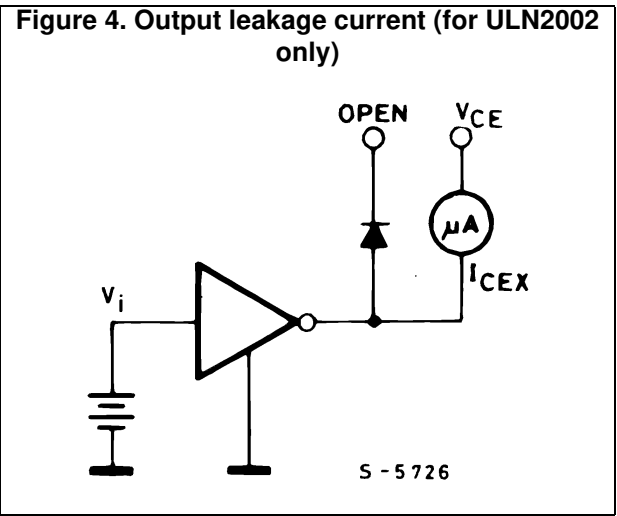 Figure 4. Output leakage current (for ULN2002
only)
OPEN
VCE
μA
ICEX
Vi
S-5726